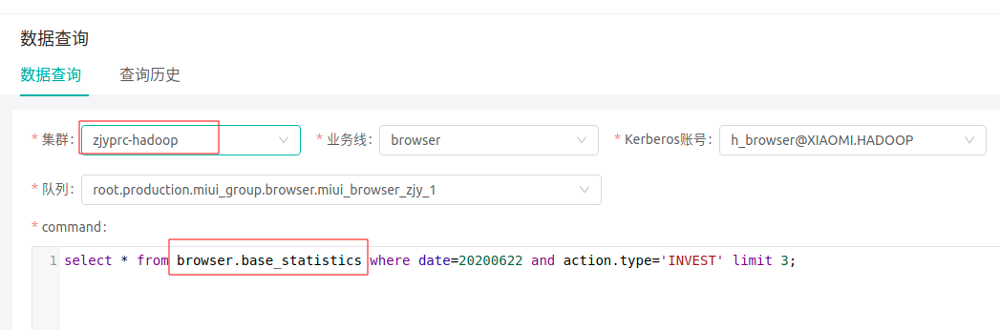 数据查询
数据查询 查询历史
* 集群: zjyprc-hadoop * 业务线: browser * Kerberos账号: h_browser@XIAOMI.HADOOP
* 队列: root.production.miui_group.browser.miui_browser_zjy_1
* command:
1 select * from browser.base_statistics where date=20200622 and action.type='INVEST' limit 3;